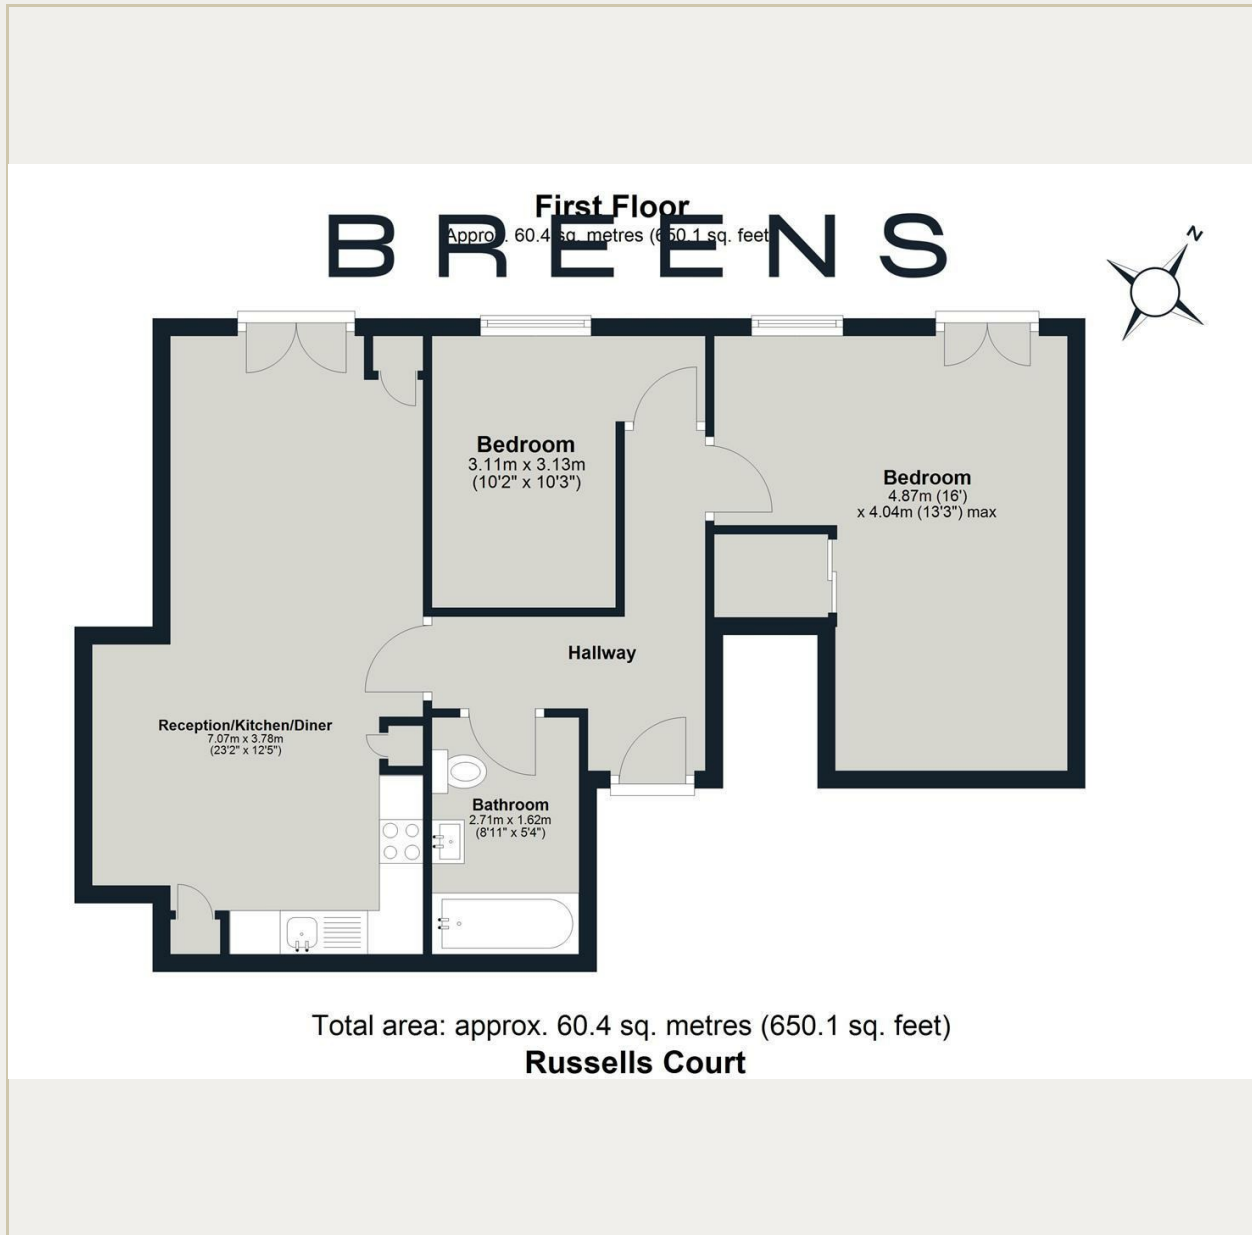 First Floor
Approx. 60.4 sq. metres (650.1 sq. feet)
BREENS
N
Bedroom
3.11m x 3.13m
(10'2" x 10'3")
Bedroom
4.87m (16')
x 4.04m (13'3") max
Hallway
Reception/Kitchen/Diner
7.07m x 3.78m
(23'2" x 12'5")
Bathroom
2.71m x 1.62m
(8'11" x 5'4")
Total area: approx. 60.4 sq. metres (650.1 sq. feet)
Russells Court